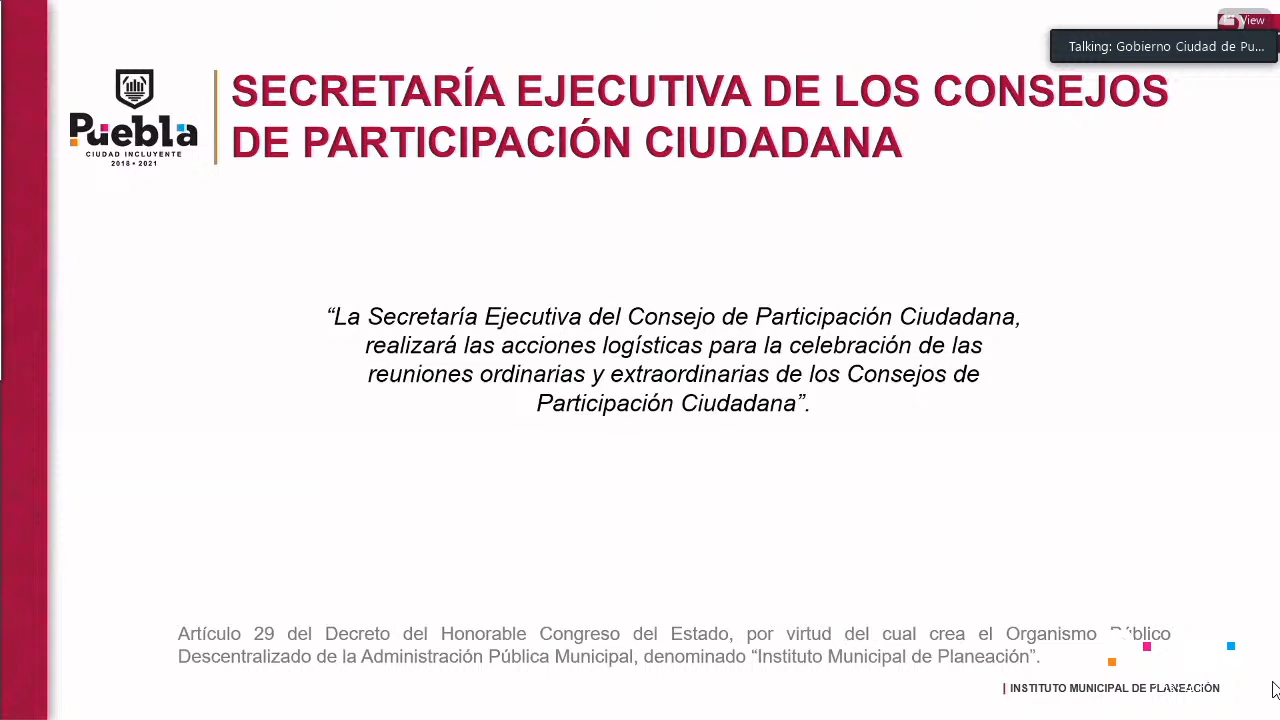 View
Talking: Gobierno Ciudad de Pu...
SECRETARÍA EJECUTIVA DE LOS CONSEJOS
DE PARTICIPACIÓN CIUDADANA
Puebla
CIUDAD INCLUYENTE
2018 • 2021
“La Secretaría Ejecutiva del Consejo de Participación Ciudadana,
realizará las acciones logísticas para la celebración de las
reuniones ordinarias y extraordinarias de los Consejos de
Participación Ciudadana”.
Artículo 29 del Decreto del Honorable Congreso del Estado, por virtud del cual crea el Organismo Público
Descentralizado de la Administración Pública Municipal, denominado “Instituto Municipal de Planeación”.
| INSTITUTO MUNICIPAL DE PLANEACIÓN